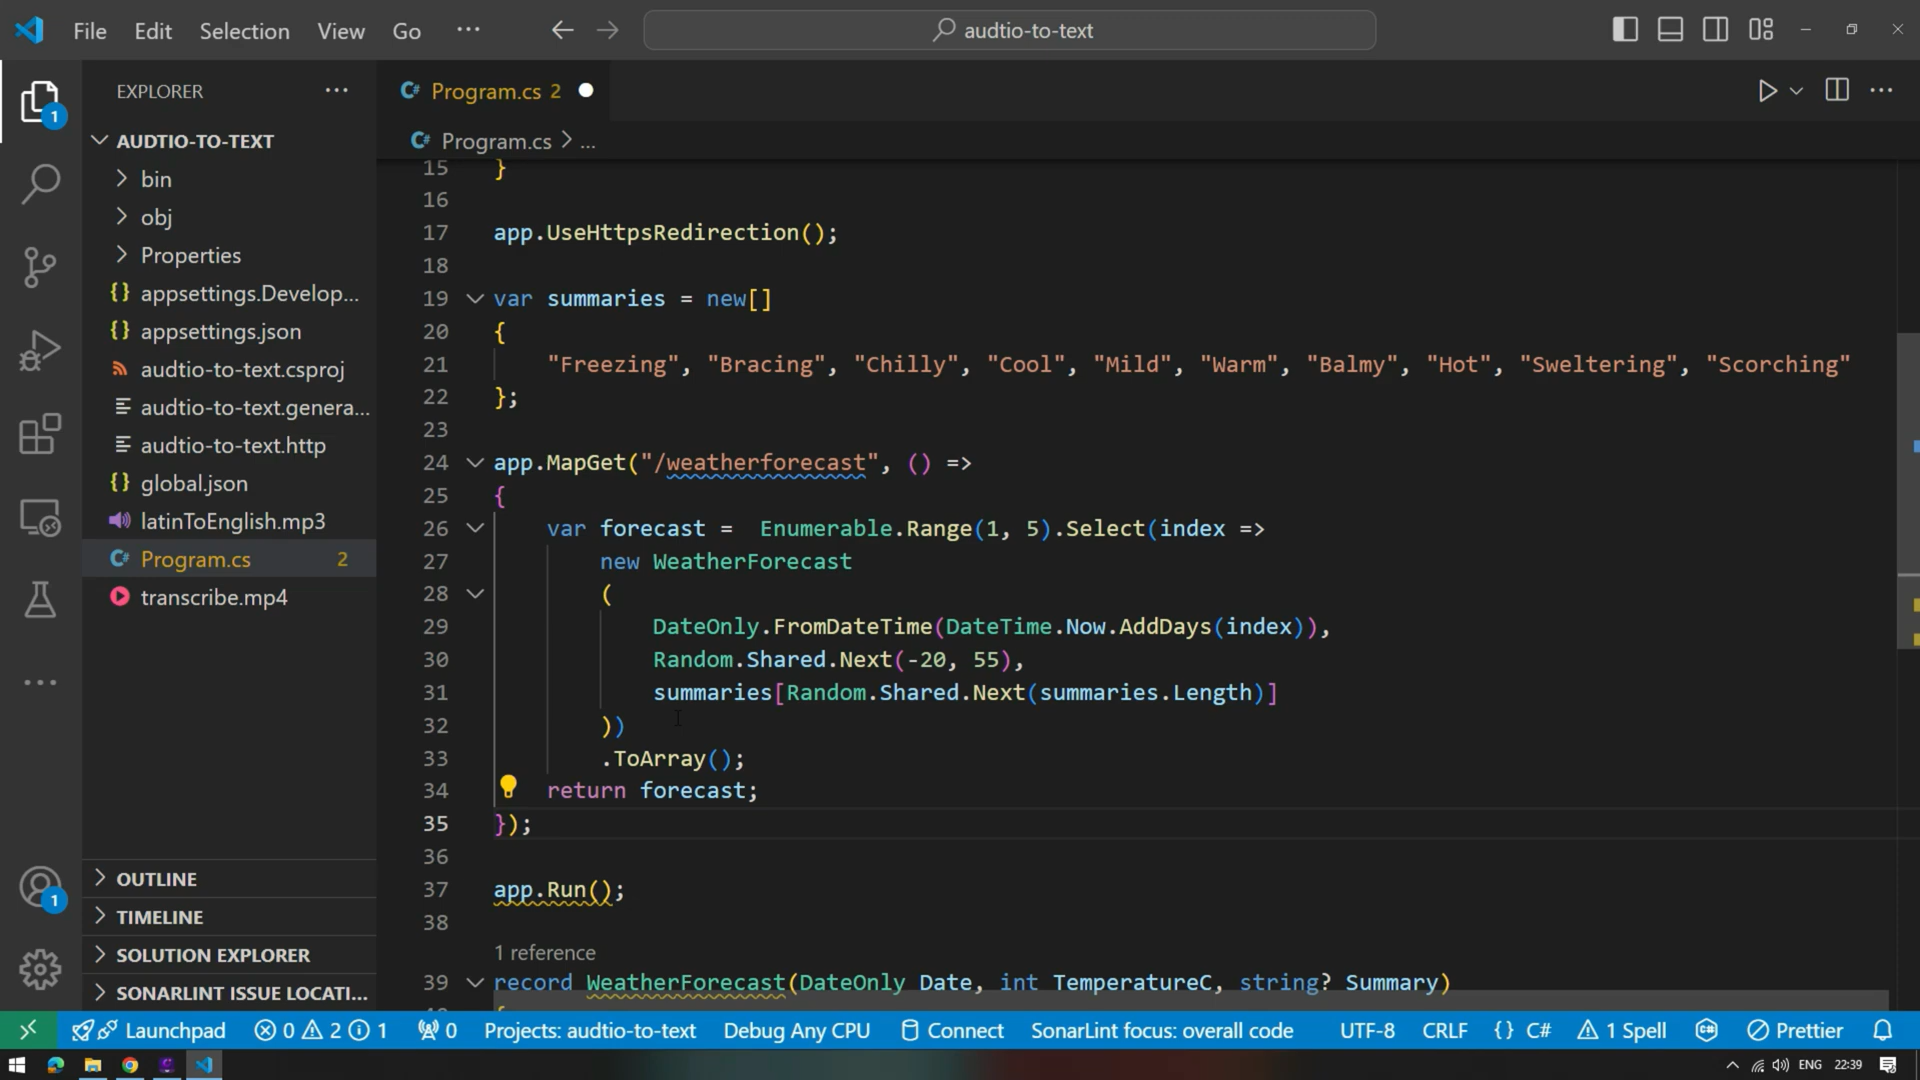 File Edit Selection View Go ... audtio-to-text
EXPLORER ...
AUDTIO-TO-TEXT
bin
obj
Properties
{} appsettings.Develop...
{} appsettings.json
audtio-to-text.csproj
audtio-to-text.genera...
audtio-to-text.http
{} global.json
latinToEnglish.mp3
C# Program.cs 2
transcribe.mp4
OUTLINE
TIMELINE
SOLUTION EXPLORER
SONARLINT ISSUE LOCATI...
1
1
C# Program.cs 2
C# Program.cs > ...
15 }
16
17 app.UseHttpsRedirection();
18
19 var summaries = new[]
20 {
21 "Freezing", "Bracing", "Chilly", "Cool", "Mild", "Warm", "Balmy", "Hot", "Sweltering", "Scorching"
22 };
23
24 app.MapGet("/weatherforecast", () =>
25 {
26 var forecast =  Enumerable.Range(1, 5).Select(index =>
27 new WeatherForecast
28 (
29 DateOnly.FromDateTime(DateTime.Now.AddDays(index)),
30 Random.Shared.Next(-20, 55),
31 summaries[Random.Shared.Next(summaries.Length)]
32 ))
33 .ToArray();
34 return forecast;
35 });
36
37 app.Run();
38
1 reference
39 record WeatherForecast(DateOnly Date, int TemperatureC, string? Summary)
Launchpad 0 2 1 0 Projects: audtio-to-text Debug Any CPU Connect SonarLint focus: overall code UTF-8 CRLF {} C# 1 Spell Prettier
ENG 22:39